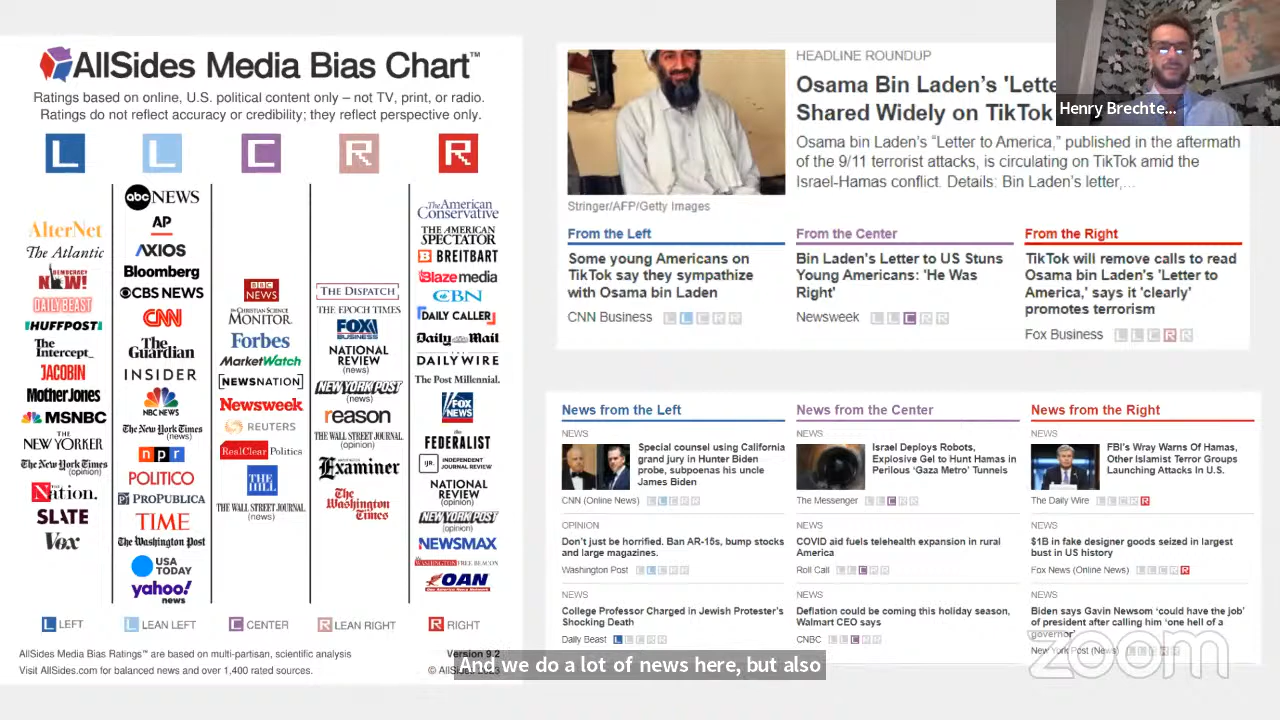 AllSides Media Bias Chart™
Ratings based on online, U.S. political content only – not TV, print, or radio.
Ratings do not reflect accuracy or credibility; they reflect perspective only.
L
L
C
R
R
AlterNet
The Atlantic
DEMOCRACY NOW!
DAILY BEAST
HUFFPOST
The Intercept_
JACOBIN
Mother Jones
MSNBC
THE NEW YORKER
The New York Times
(opinion)
The Nation.
SLATE
Vox
abc NEWS
AP
AXIOS
Bloomberg
CBS NEWS
CNN
The Guardian
INSIDER
NBC NEWS
The New York Times
(news)
npr
POLITICO
PROPUBLICA
TIME
The Washington Post
USA TODAY
yahoo! news
BBC NEWS
THE CHRISTIAN SCIENCE MONITOR
Forbes
MarketWatch
[NEWSNATION]
Newsweek
REUTERS
RealClear Politics
THE HILL
THE WALL STREET JOURNAL
(news)
THE DISPATCH
THE EPOCH TIMES
FOX BUSINESS
NATIONAL REVIEW
(news)
NEW YORK POST
(news)
reason
THE WALL STREET JOURNAL
(opinion)
Washington Examiner
The Washington Times
The American Conservative
THE AMERICAN SPECTATOR
BREITBART
Blaze media
CBN
DAILY CALLER
Daily Mail
DAILY WIRE
The Post Millennial.
FOX NEWS
THE FEDERALIST
IJR. INDEPENDENT JOURNAL REVIEW
NATIONAL REVIEW
(opinion)
NEW YORK POST
(opinion)
NEWSMAX
WASHINGTON FREE BEACON
OAN
One America News Network
L LEFT
L LEAN LEFT
C CENTER
R LEAN RIGHT
R RIGHT
AllSides Media Bias Ratings™ are based on multi-partisan, scientific analysis
Visit AllSides.com for balanced news and over 1,400 rated sources.
Version 9.2
© AllSides 2023
Stringer/AFP/Getty Images
HEADLINE ROUNDUP
Osama Bin Laden's 'Lette
Shared Widely on TikTok
Osama bin Laden's “Letter to America,” published in the aftermath
of the 9/11 terrorist attacks, is circulating on TikTok amid the
Israel-Hamas conflict. Details: Bin Laden's letter,...
Henry Brechte...
From the Left
Some young Americans on
TikTok say they sympathize
with Osama bin Laden
CNN Business L L C R R
From the Center
Bin Laden's Letter to US Stuns
Young Americans: 'He Was
Right'
Newsweek L L C R R
From the Right
TikTok will remove calls to read
Osama bin Laden's 'Letter to
America,' says it 'clearly'
promotes terrorism
Fox Business L L C R R
News from the Left
NEWS
Special counsel using California
grand jury in Hunter Biden
probe, subpoenas his uncle
James Biden
CNN (Online News) L L C R R
OPINION
Don't just be horrified. Ban AR-15s, bump stocks
and large magazines.
Washington Post L L C R R
NEWS
College Professor Charged in Jewish Protester's
Shocking Death
Daily Beast L L C R R
News from the Center
NEWS
Israel Deploys Robots,
Explosive Gel to Hunt Hamas in
Perilous 'Gaza Metro' Tunnels
The Messenger L L C R R
NEWS
COVID aid fuels telehealth expansion in rural
America
Roll Call L L C R R
NEWS
Deflation could be coming this holiday season,
Walmart CEO says
CNBC L L C R R
News from the Right
NEWS
FBI's Wray Warns Of Hamas,
Other Islamist Terror Groups
Launching Attacks In U.S.
The Daily Wire L L C R R
NEWS
$1B in fake designer goods seized in largest
bust in US history
Fox News (Online News) L L C R R
NEWS
Biden says Gavin Newsom 'could have the job'
of president after calling him 'one hell of a
governor'
New York Post (News) L L C R R
And we do a lot of news here, but also
zoom